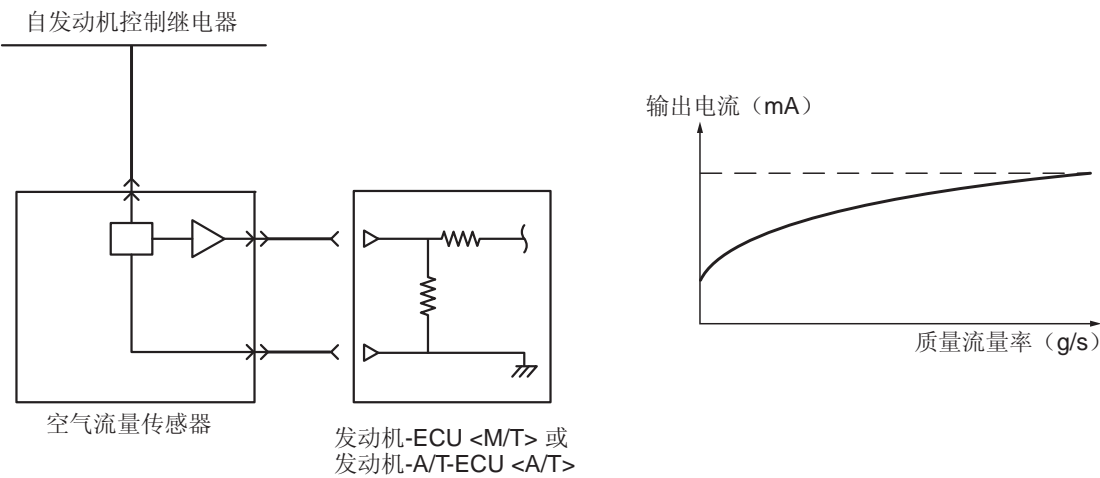 自发动机控制继电器
输出电流（mA）
质量流量率（g/s）
空气流量传感器
发动机-ECU <M/T> 或
发动机-A/T-ECU <A/T>